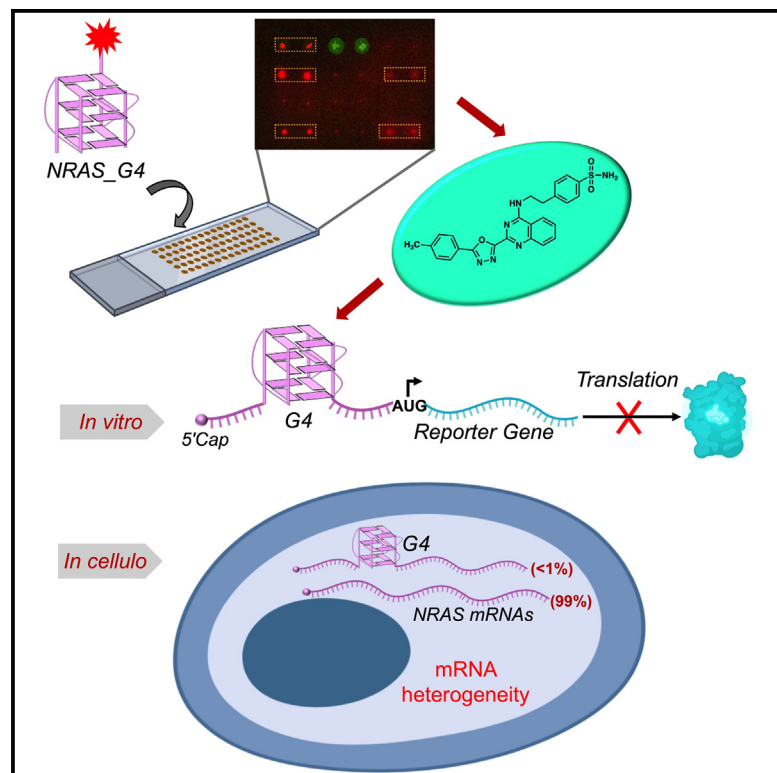 NRAS_G4
O
S
NH₂
O
HN
N
N
O
H₃C
N-N
In vitro
5'Cap
G4
AUG
Reporter Gene
Translation
In cellulo
G4
(<1%)
(99%)
NRAS mRNAs
mRNA
heterogeneity